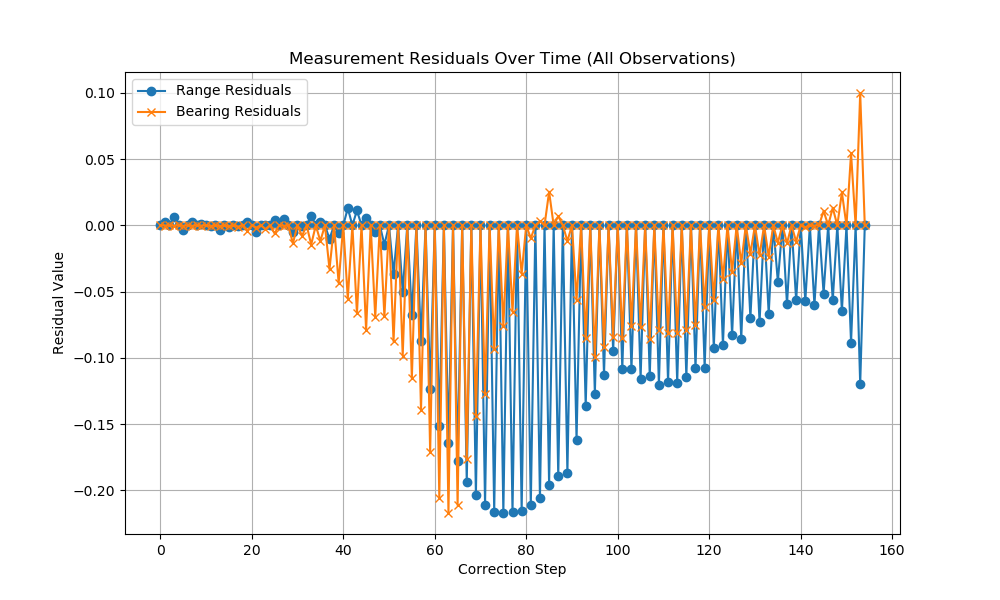 Measurement Residuals Over Time (All Observations)
Range Residuals
Bearing Residuals
0.10
0.05
0.00
−0.05
−0.10
−0.15
−0.20
Residual Value
0 20 40 60 80 100 120 140 160
Correction Step